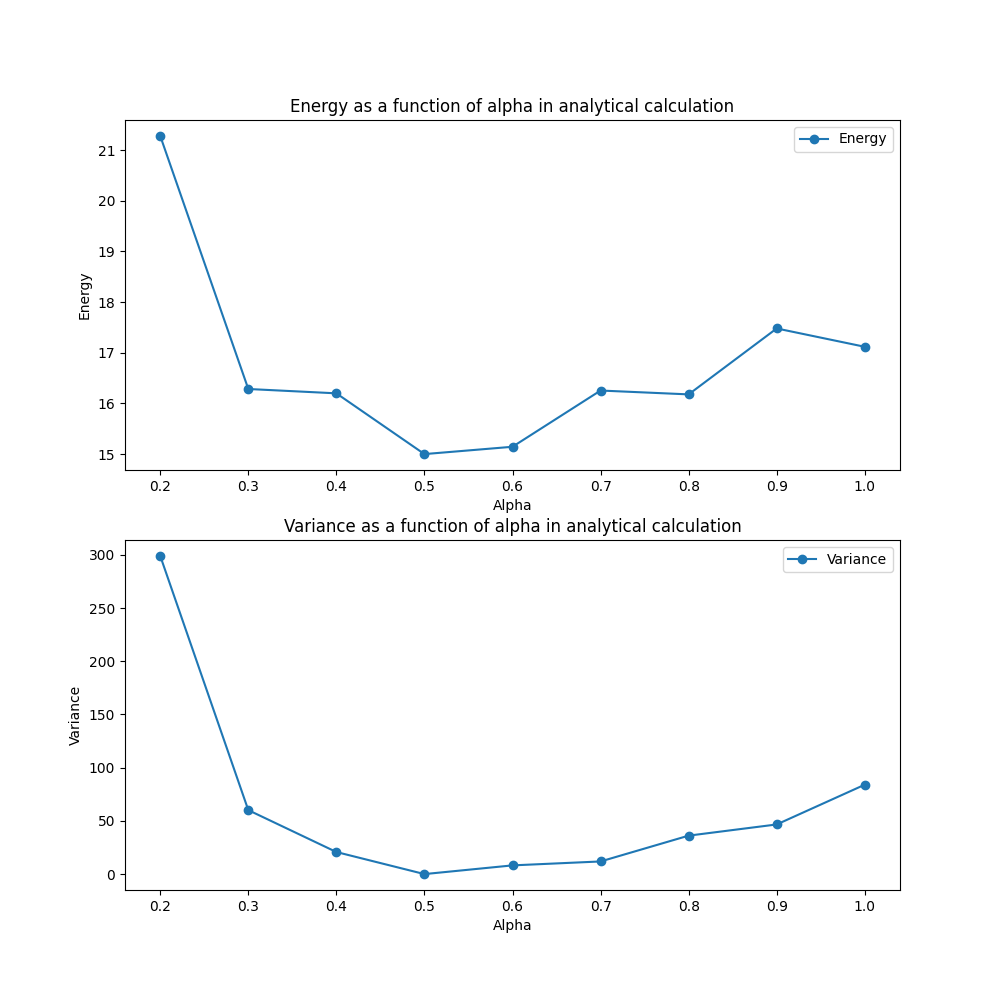 Energy as a function of alpha in analytical calculation
Energy
21
20
19
18
17
16
15
Energy
0.2 0.3 0.4 0.5 0.6 0.7 0.8 0.9 1.0
Alpha
Variance as a function of alpha in analytical calculation
Variance
300
250
200
150
100
50
0
Variance
0.2 0.3 0.4 0.5 0.6 0.7 0.8 0.9 1.0
Alpha